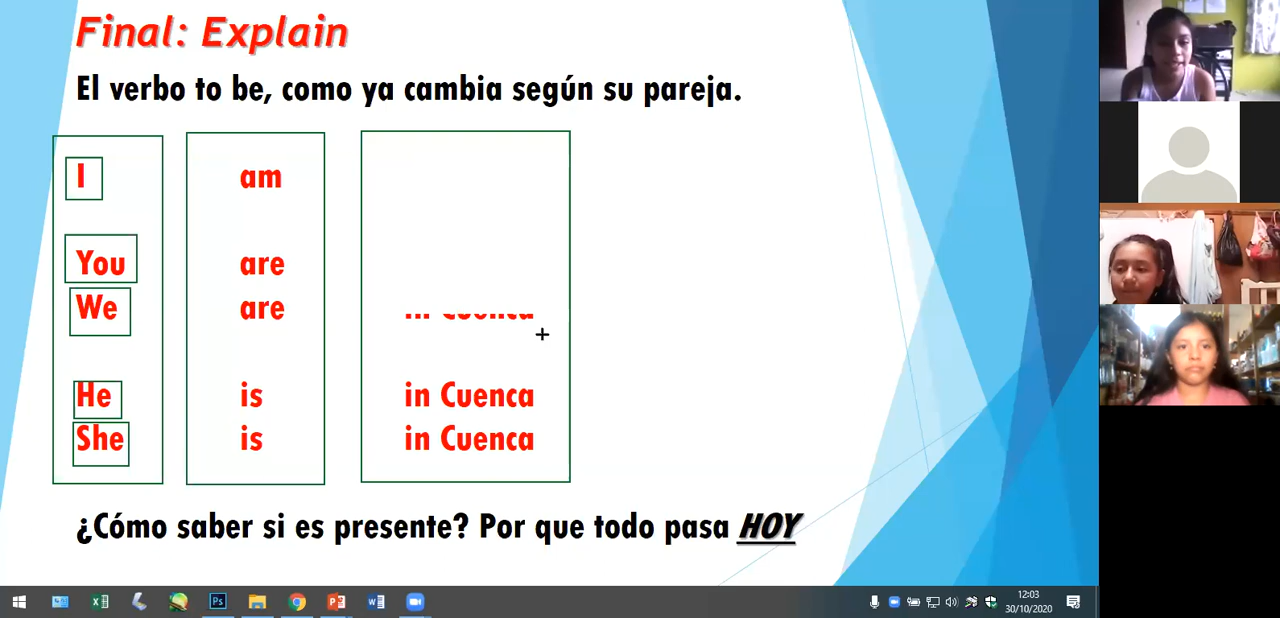 Final: Explain
El verbo to be, como ya cambia según su pareja.
I am
You are
We are in Cuenca
He is in Cuenca
She is in Cuenca
¿Cómo saber si es presente? Por que todo pasa HOY
12:03
30/10/2020